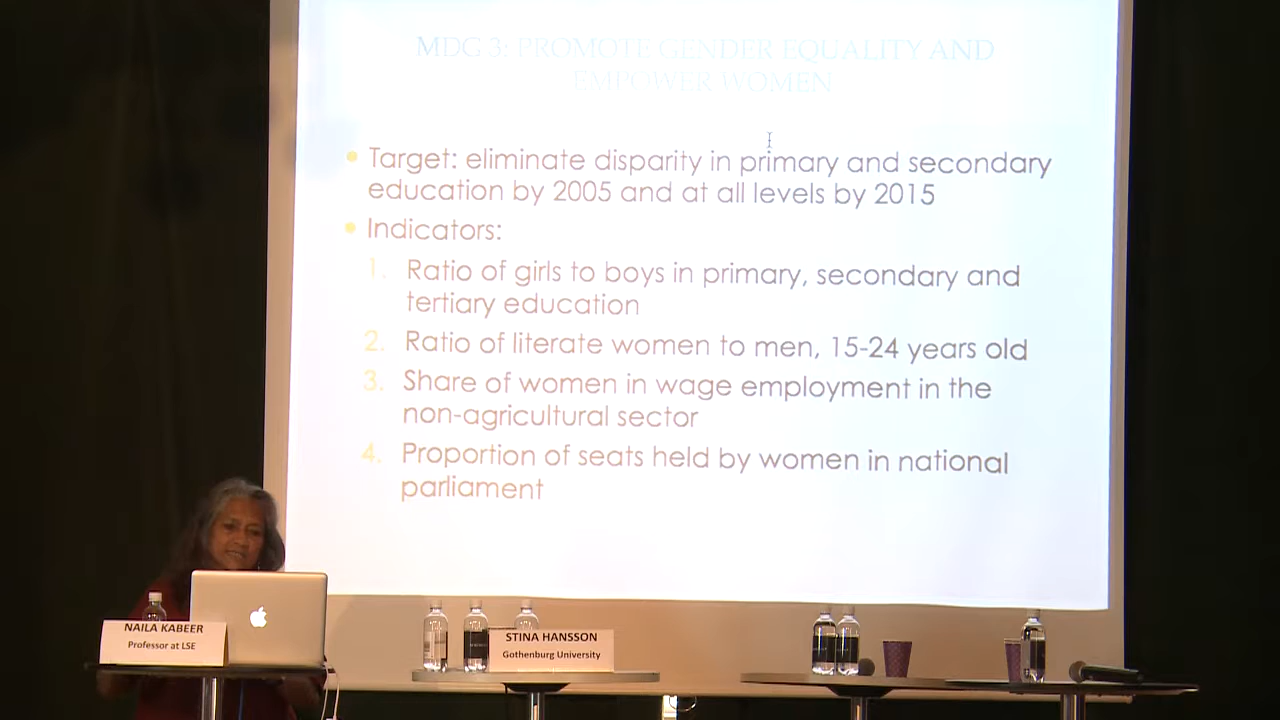 MDG 3: PROMOTE GENDER EQUALITY AND
EMPOWER WOMEN
• Target: eliminate disparity in primary and secondary
education by 2005 and at all levels by 2015
• Indicators:
1. Ratio of girls to boys in primary, secondary and
tertiary education
2. Ratio of literate women to men, 15-24 years old
3. Share of women in wage employment in the
non-agricultural sector
4. Proportion of seats held by women in national
parliament
NAILA KABEER
Professor at LSE
STINA HANSSON
Gothenburg University